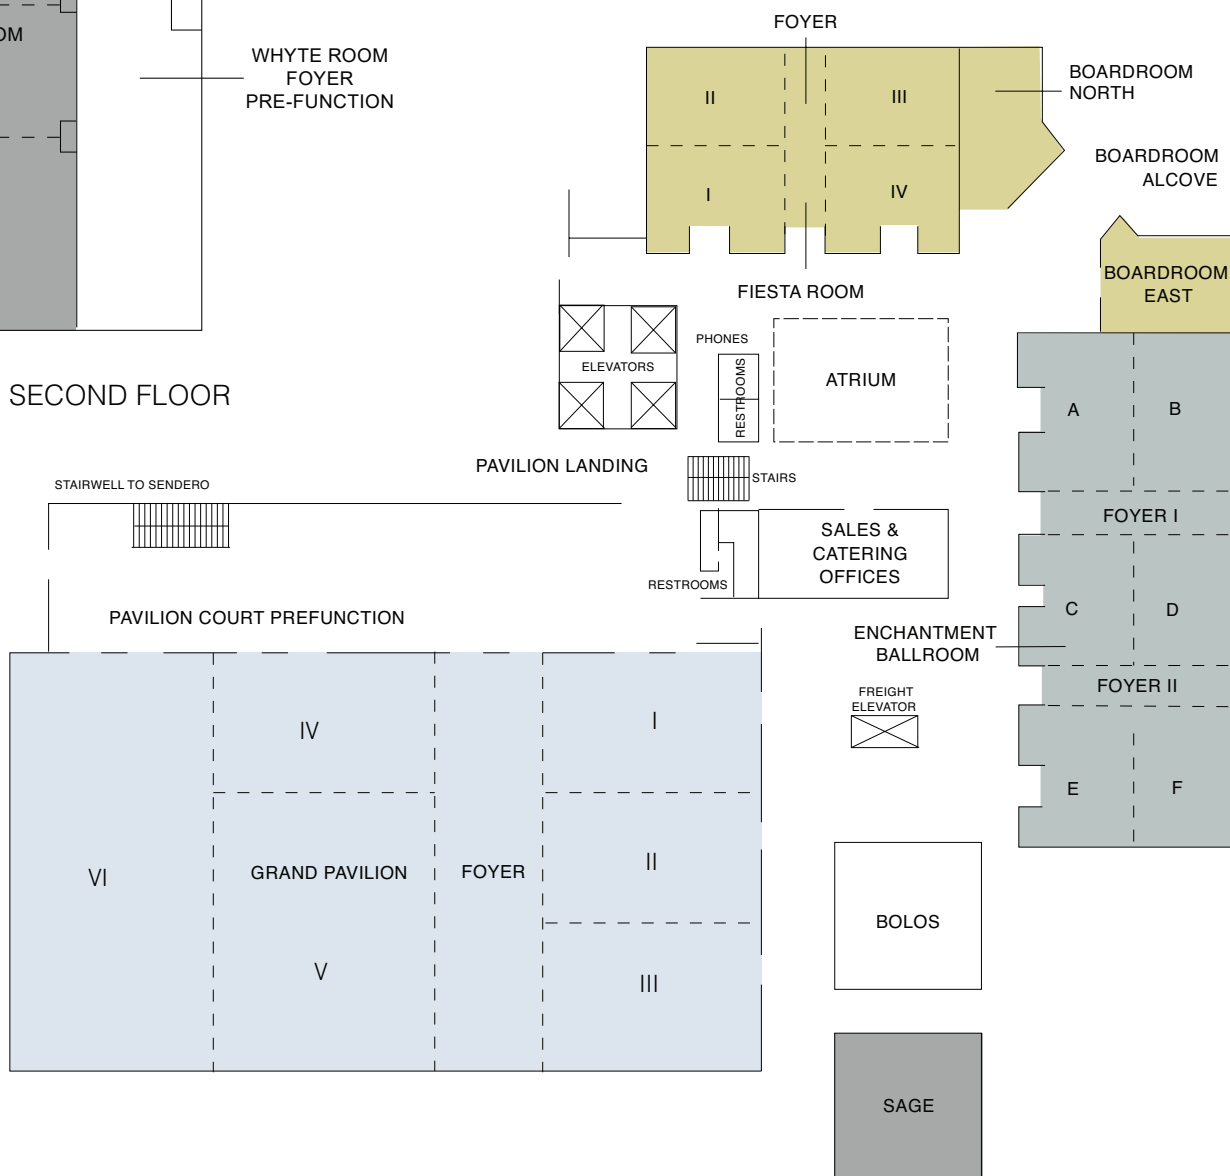 OM
WHYTE ROOM
FOYER
PRE-FUNCTION
FOYER
II
III
I
IV
BOARDROOM
NORTH
BOARDROOM
ALCOVE
BOARDROOM
EAST
FIESTA ROOM
PHONES
RESTROOMS
ELEVATORS
ATRIUM
SECOND FLOOR
A
B
PAVILION LANDING
STAIRS
STAIRWELL TO SENDERO
FOYER I
SALES &
CATERING
OFFICES
RESTROOMS
PAVILION COURT PREFUNCTION
C
D
ENCHANTMENT
BALLROOM
FOYER II
FREIGHT
ELEVATOR
E
F
IV
I
VI
GRAND PAVILION
FOYER
II
V
III
BOLOS
SAGE